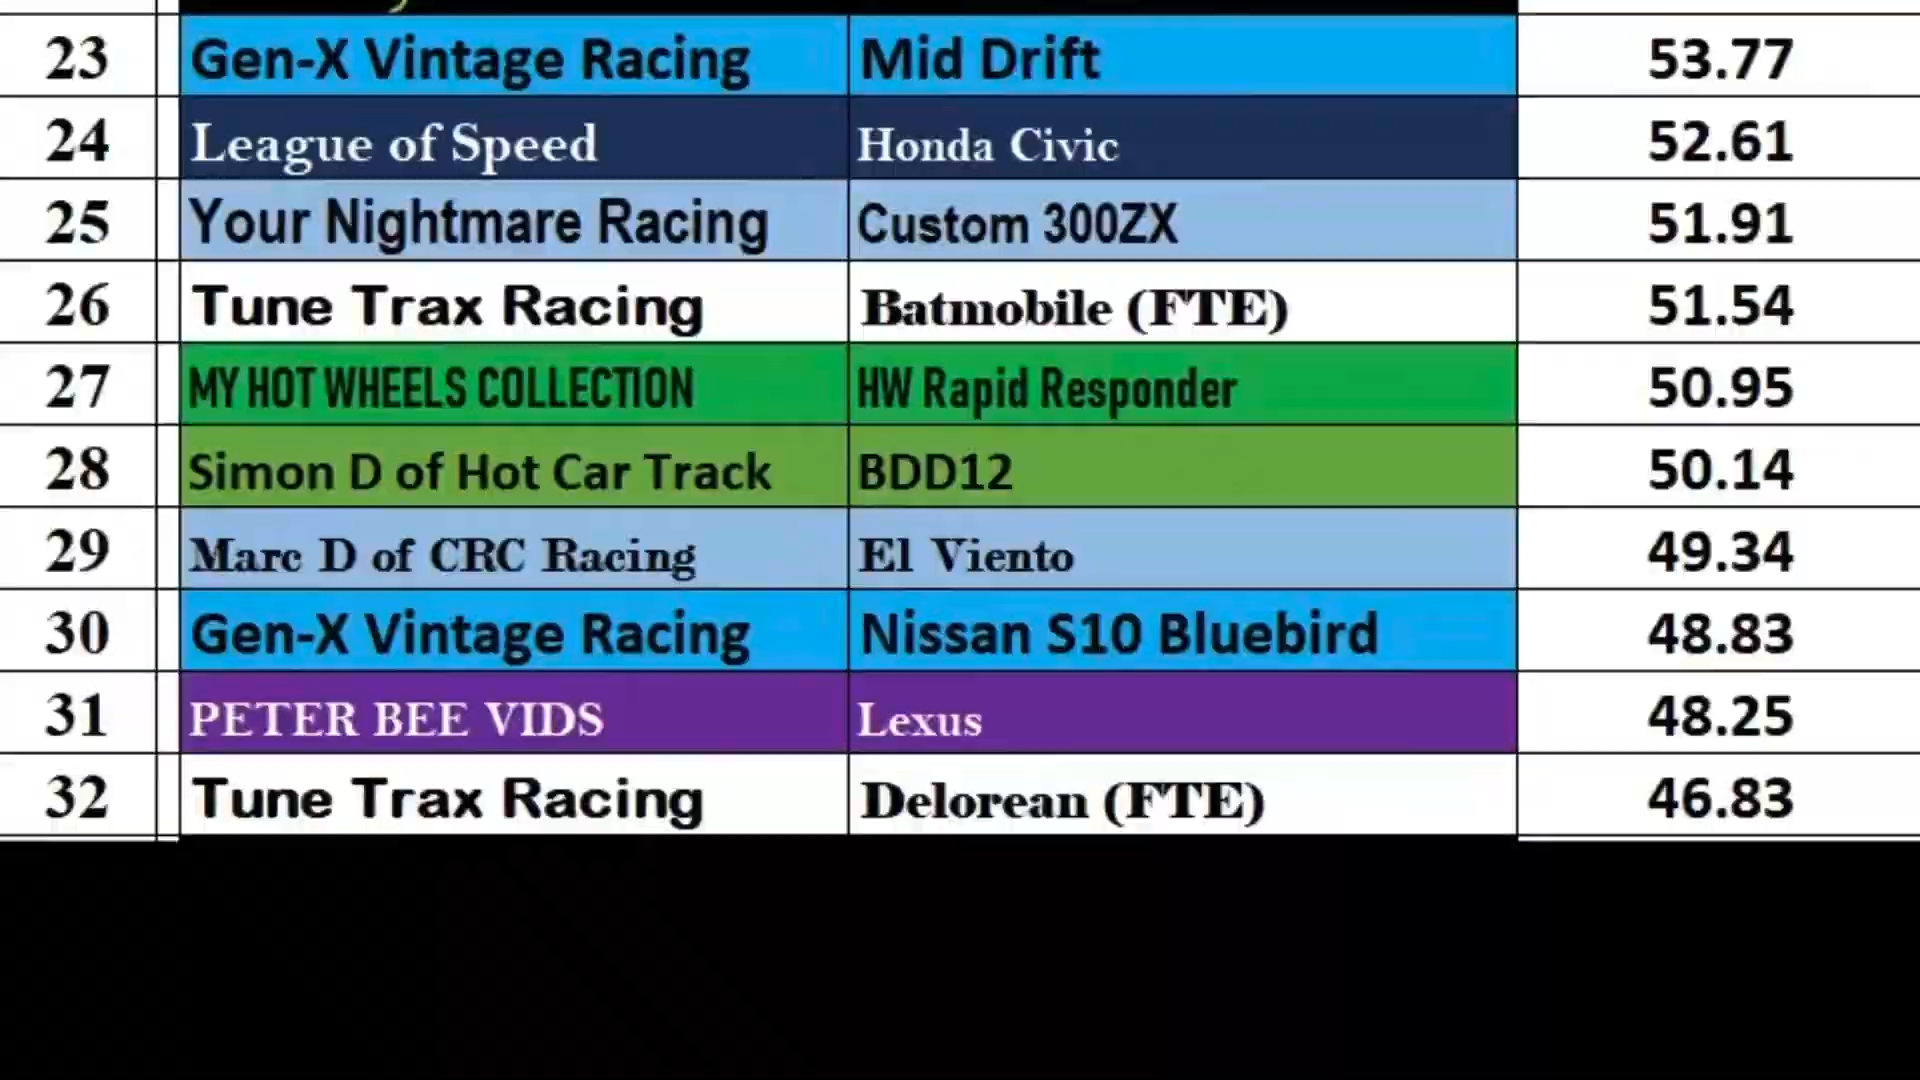 23 Gen-X Vintage Racing Mid Drift 53.77
24 League of Speed Honda Civic 52.61
25 Your Nightmare Racing Custom 300ZX 51.91
26 Tune Trax Racing Batmobile (FTE) 51.54
27 MY HOT WHEELS COLLECTION HW Rapid Responder 50.95
28 Simon D of Hot Car Track BDD12 50.14
29 Marc D of CRC Racing El Viento 49.34
30 Gen-X Vintage Racing Nissan S10 Bluebird 48.83
31 PETER BEE VIDS Lexus 48.25
32 Tune Trax Racing Delorean (FTE) 46.83